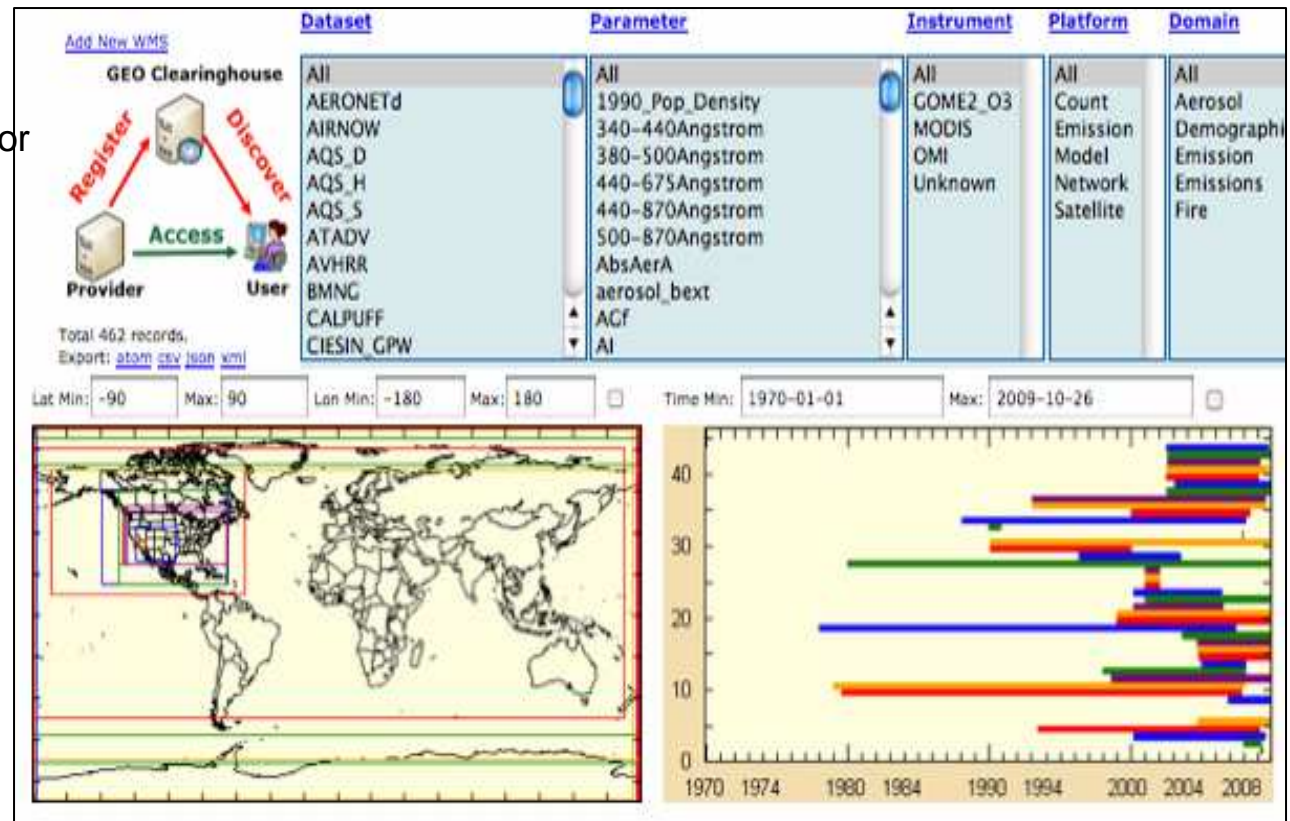 or
Add New WMS
GEO Clearinghouse
Register
Discover
Access
Provider
User
Total 462 records.
Export: atom csv json xml
Dataset
All
AERONETd
AIRNOW
AQS_D
AQS_H
AQS_S
ATADV
AVHRR
BMNG
CALPUFF
CIESIN_GPW
Parameter
All
1990_Pop_Density
340-440Angstrom
380-500Angstrom
440-675Angstrom
440-870Angstrom
500-870Angstrom
AbsAerA
aerosol_bext
AGf
AI
Instrument
All
GOME2_O3
MODIS
OMI
Unknown
Platform
All
Count
Emission
Model
Network
Satellite
Domain
All
Aerosol
Demographi
Emission
Emissions
Fire
Lat Min: -90 Max: 90 Lon Min: -180 Max: 180 Time Min: 1970-01-01 Max: 2009-10-26
40
30
20
10
0
1970 1974 1980 1984 1990 1994 2000 2004 2008